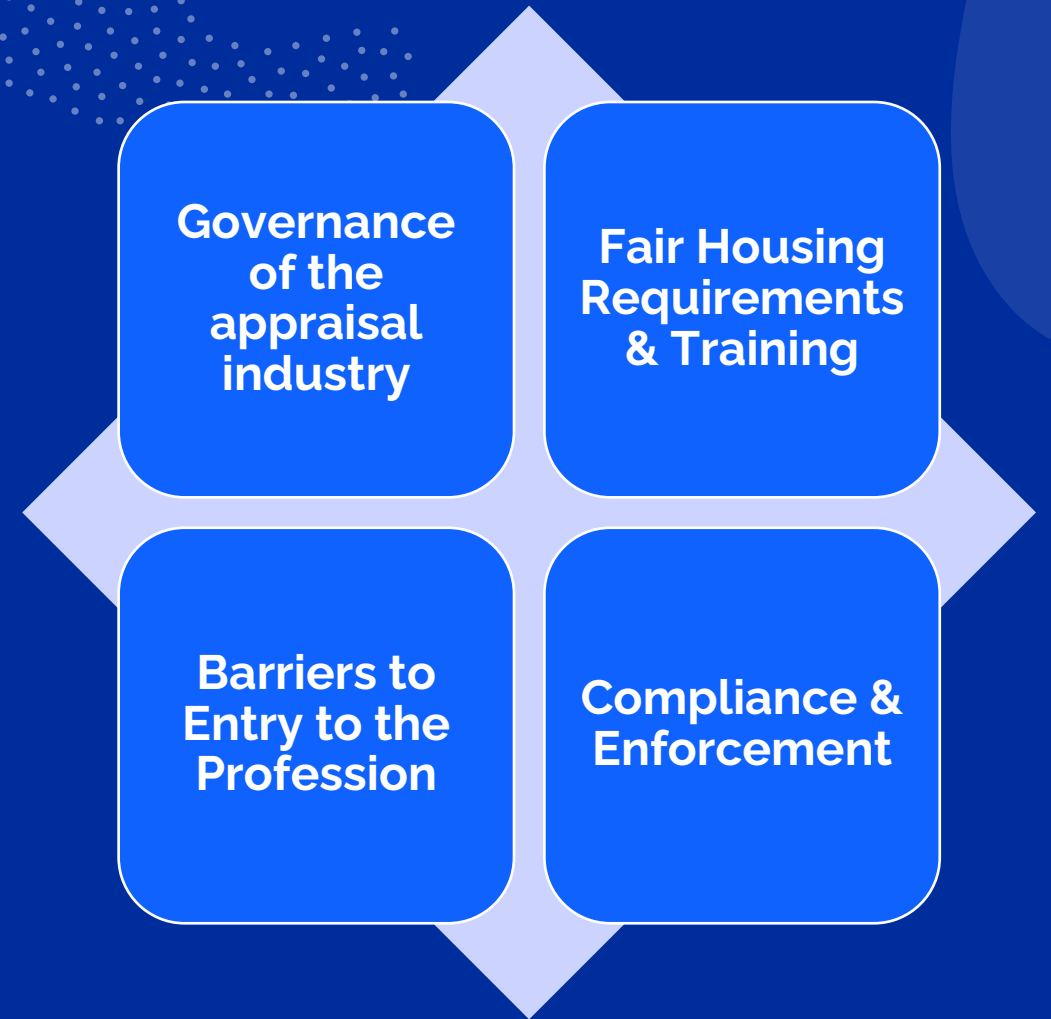 Governance
of the
appraisal
industry
Fair Housing
Requirements
& Training
Barriers to
Entry to the
Profession
Compliance &
Enforcement